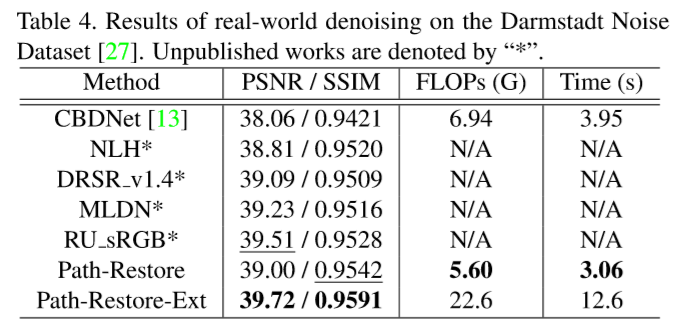 Table 4. Results of real-world denoising on the Darmstadt Noise
Dataset [27]. Unpublished works are denoted by “*”.
Method PSNR / SSIM FLOPs (G) Time (s)
CBDNet [13] 38.06 / 0.9421 6.94 3.95
NLH* 38.81 / 0.9520 N/A N/A
DRSR_v1.4* 39.09 / 0.9509 N/A N/A
MLDN* 39.23 / 0.9516 N/A N/A
RU_sRGB* 39.51 / 0.9528 N/A N/A
Path-Restore 39.00 / 0.9542 5.60 3.06
Path-Restore-Ext 39.72 / 0.9591 22.6 12.6